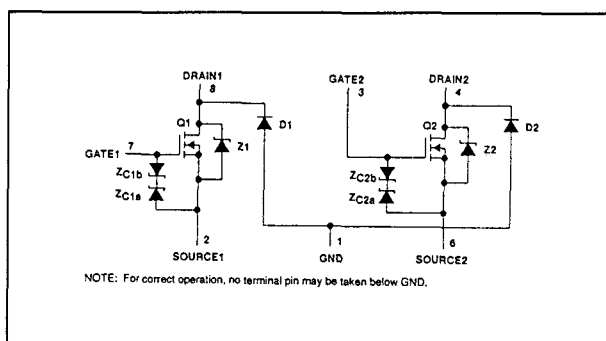 DRAIN1
8
GATE2
3
DRAIN2
4
Q1
D1
Q2
D2
7
GATE1
Z1
Z2
ZC1b
ZC1a
ZC2b
ZC2a
2
SOURCE1
1
GND
6
SOURCE2
NOTE: For correct operation, no terminal pin may be taken below GND.